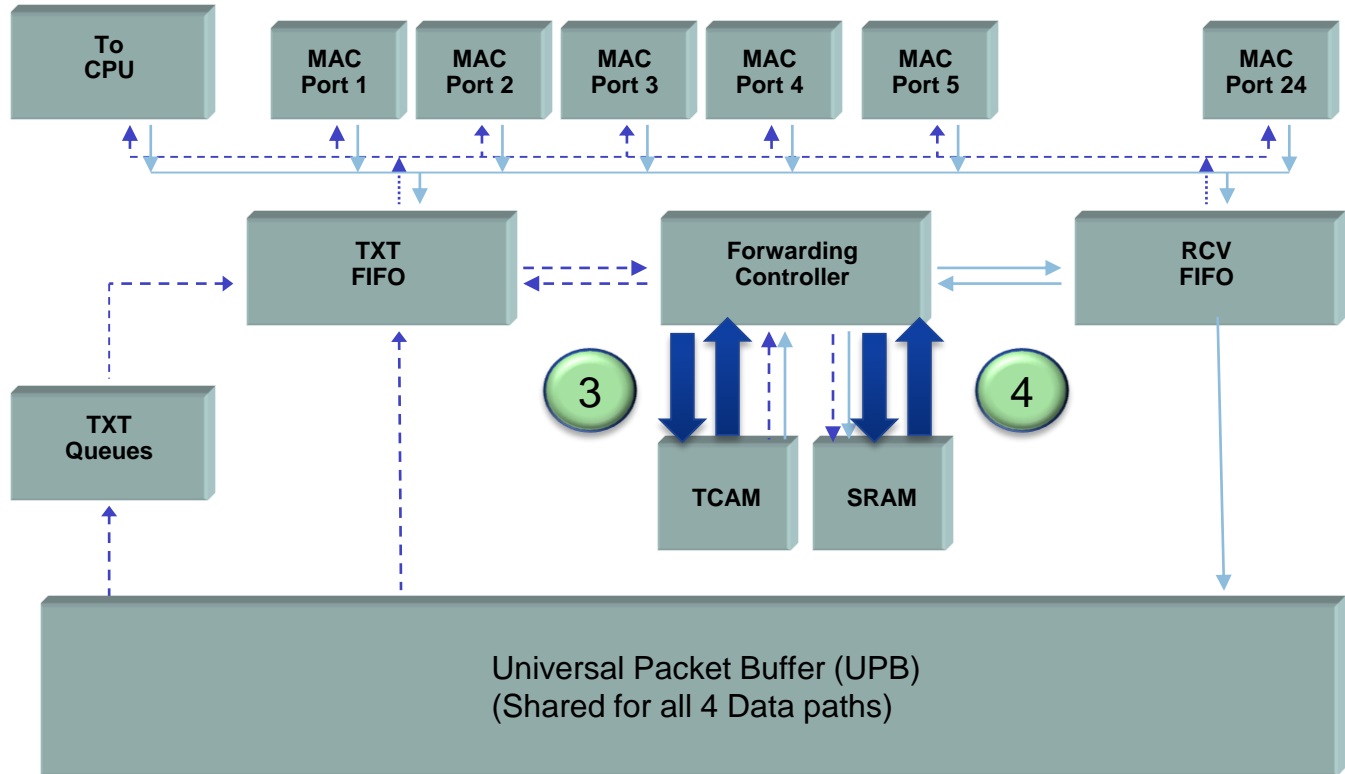 To
CPU
MAC
Port 1
MAC
Port 2
MAC
Port 3
MAC
Port 4
MAC
Port 5
MAC
Port 24
TXT
FIFO
Forwarding
Controller
RCV
FIFO
3
4
TXT
Queues
TCAM
SRAM
Universal Packet Buffer (UPB)
(Shared for all 4 Data paths)